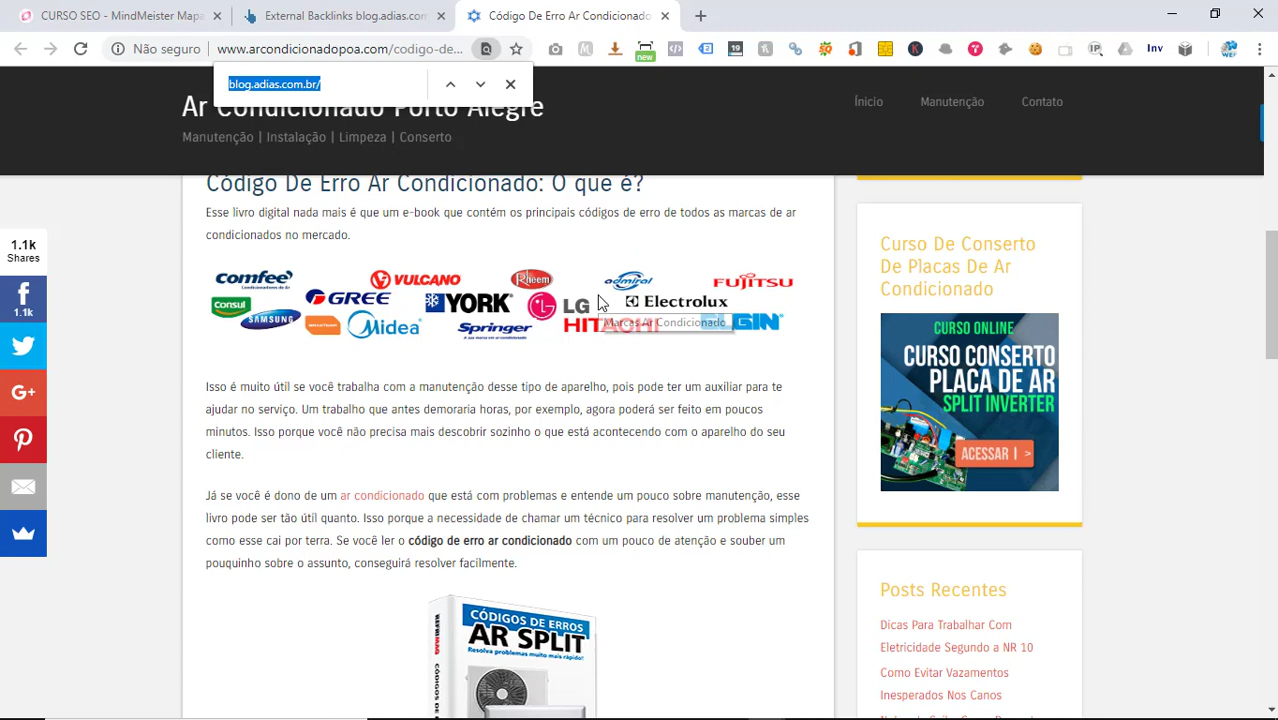 CURSO SEO - MindMeister Mapa
External Backlinks blog.adias.com
Código De Erro Ar Condicionado
Não seguro
www.arcondicionadopoa.com/codigo-de...
new
19
IP
Inv
blog.adias.com.br/
Ar Condicionado Porto Alegre
Manutenção | Instalação | Limpeza | Conserto
Ínicio
Manutenção
Contato
1.1k
Shares
1.1k
G+
Código De Erro Ar Condicionado: O que é?
Esse livro digital nada mais é que um e-book que contém os principais códigos de erro de todos as marcas de ar
condicionados no mercado.
comfee
VULCANO
Rheem
admiral
FUJITSU
Consul
GREE
YORK
LG
Electrolux
SAMSUNG
Midea
Springer
Marcas Ar Condicionado
Isso é muito útil se você trabalha com a manutenção desse tipo de aparelho, pois pode ter um auxiliar para te
ajudar no serviço. Um trabalho que antes demoraria horas, por exemplo, agora poderá ser feito em poucos
minutos. Isso porque você não precisa mais descobrir sozinho o que está acontecendo com o aparelho do seu
cliente.
Já se você é dono de um ar condicionado que está com problemas e entende um pouco sobre manutenção, esse
livro pode ser tão útil quanto. Isso porque a necessidade de chamar um técnico para resolver um problema simples
como esse cai por terra. Se você ler o código de erro ar condicionado com um pouco de atenção e souber um
pouquinho sobre o assunto, conseguirá resolver facilmente.
CÓDIGOS DE ERROS
AR SPLIT
Resolva problemas muito mais rápido!
Curso De Conserto
De Placas De Ar
Condicionado
CURSO ONLINE
CURSO CONSERTO
PLACA DE AR
SPLIT INVERTER
ACESSAR ! >
Posts Recentes
Dicas Para Trabalhar Com
Eletricidade Segundo a NR 10
Como Evitar Vazamentos
Inesperados Nos Canos